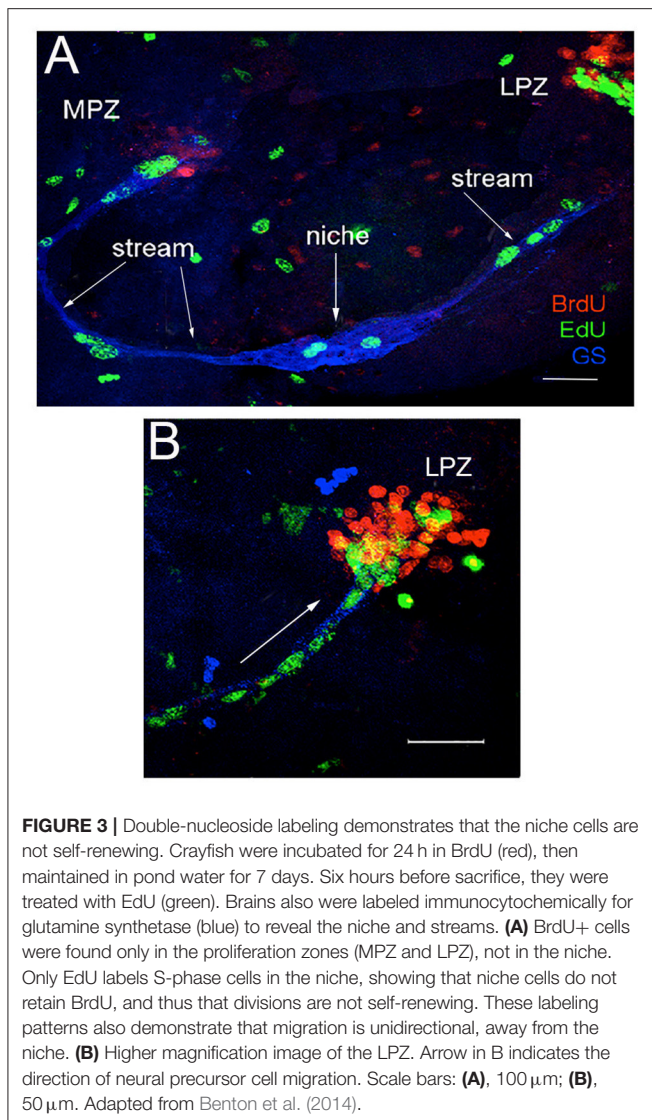 A
MPZ
LPZ
stream
niche
stream
BrdU
EdU
GS
B
LPZ
FIGURE 3 | Double-nucleoside labeling demonstrates that the niche cells are
not self-renewing. Crayfish were incubated for 24 h in BrdU (red), then
maintained in pond water for 7 days. Six hours before sacrifice, they were
treated with EdU (green). Brains also were labeled immunocytochemically for
glutamine synthetase (blue) to reveal the niche and streams. (A) BrdU+ cells
were found only in the proliferation zones (MPZ and LPZ), not in the niche.
Only EdU labels S-phase cells in the niche, showing that niche cells do not
retain BrdU, and thus that divisions are not self-renewing. These labeling
patterns also demonstrate that migration is unidirectional, away from the
niche. (B) Higher magnification image of the LPZ. Arrow in B indicates the
direction of neural precursor cell migration. Scale bars: (A), 100 μm; (B),
50 μm. Adapted from Benton et al. (2014).